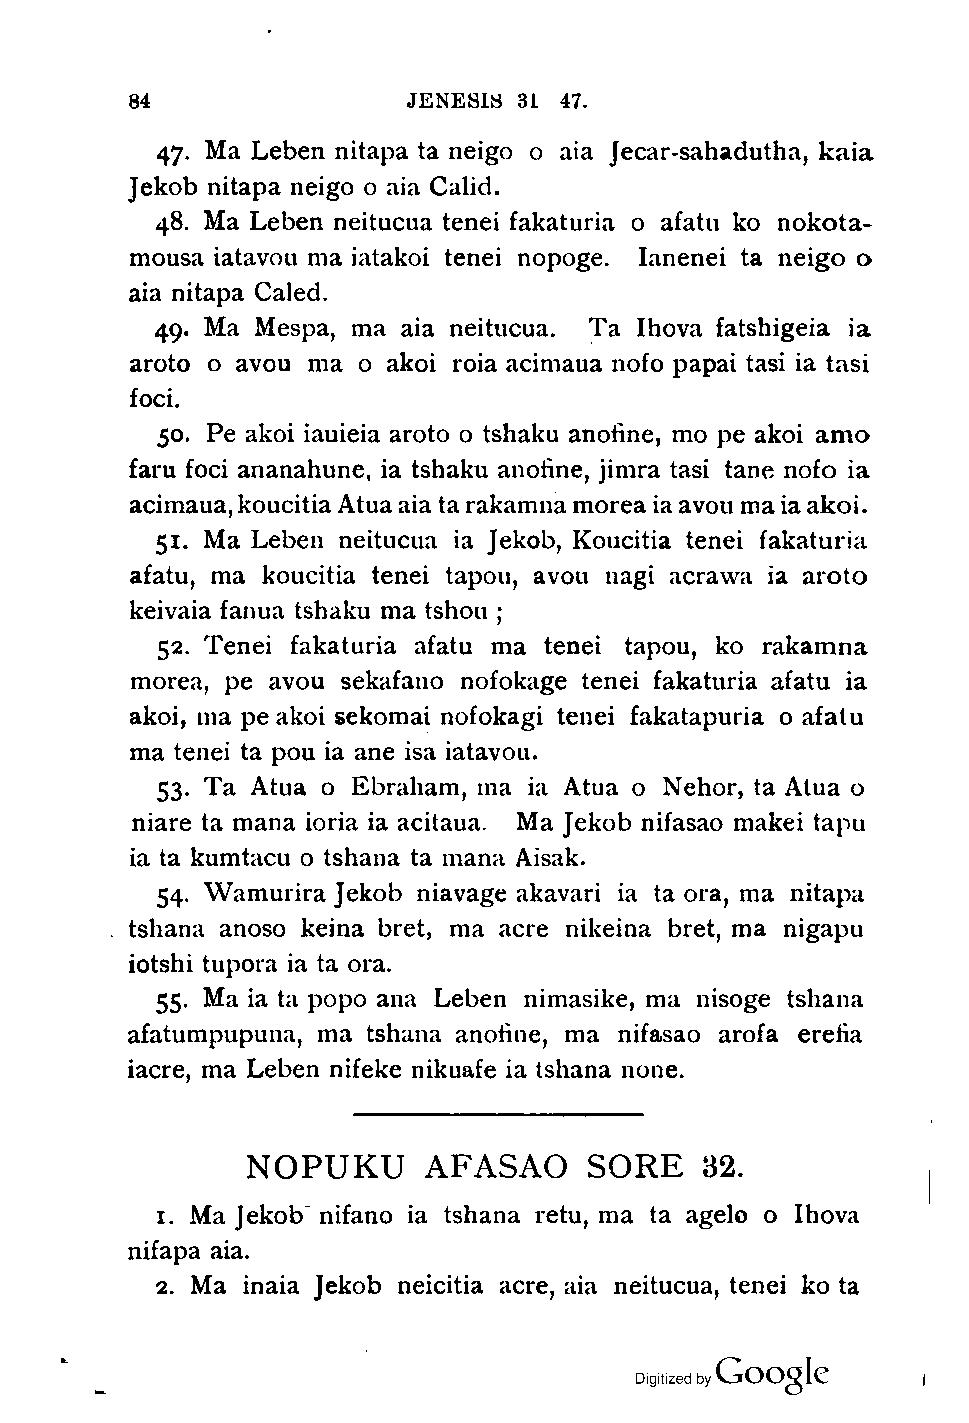 84 JENESIS 31 47.
47. Ma Leben nitapa ta neigo o aia Jecar-sahadutha, kaia
Jekob nitapa neigo o aia Calid.
48. Ma Leben neitucua tenei fakaturia o afatu ko nokota-
mousa iatavou ma iatakoi tenei nopoge. Ianenei ta neigo o
aia nitapa Caled.
49. Ma Mespa, ma aia neitucua. Ta Ihova fatshigeia ia
aroto o avou ma o akoi roia acimaua nofo papai tasi ia tasi
foci.
50. Pe akoi iauieia aroto o tshaku anofine, mo pe akoi amo
faru foci ananahune, ia tshaku anofine, jimra tasi tane nofo ia
acimaua, koucitia Atua aia ta rakamna morea ia avou ma ia akoi.
51. Ma Leben neitucua ia Jekob, Koucitia tenei fakaturia
afatu, ma koucitia tenei tapou, avou nagi acrawa ia aroto
keivaia fanua tshaku ma tshou ;
52. Tenei fakaturia afatu ma tenei tapou, ko rakamna
morea, pe avou sekafano nofokage tenei fakaturia afatu ia
akoi, ma pe akoi sekomai nofokagi tenei fakatapuria o afatu
ma tenei ta pou ia ane isa iatavou.
53. Ta Atua o Ebraham, ma ia Atua o Nehor, ta Atua o
niare ta mana ioria ia acitaua. Ma Jekob nifasao makei tapu
ia ta kumtacu o tshana ta mana Aisak.
54. Wamurira Jekob niavage akavari ia ta ora, ma nitapa
tshana anoso keina bret, ma acre nikeina bret, ma nigapu
iotshi tupora ia ta ora.
55. Ma ia ta popo ana Leben nimasike, ma nisoge tshana
afatumpupuna, ma tshana anofine, ma nifasao arofa erefia
iacre, ma Leben nifeke nikuafe ia tshana none.
NOPUKU AFASAO SORE 32.
1. Ma Jekob nifano ia tshana retu, ma ta agelo o Ihova
nifapa aia.
2. Ma inaia Jekob neicitia acre, aia neitucua, tenei ko ta
Digitized by Google